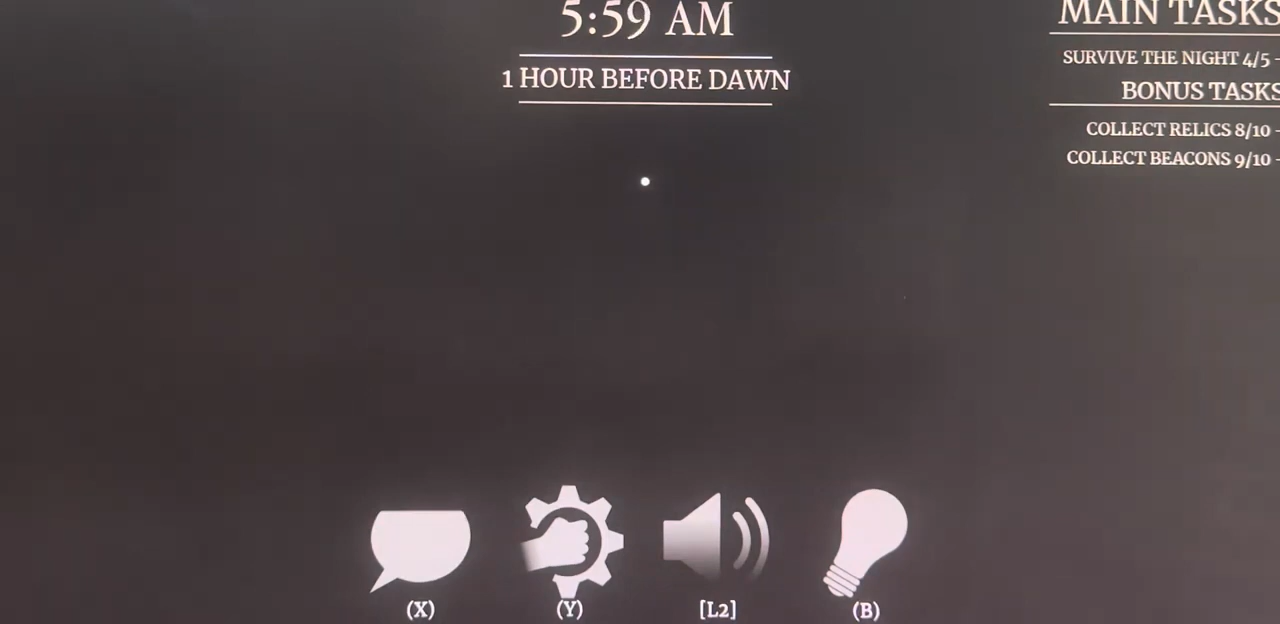 5:59 AM
1 HOUR BEFORE DAWN
MAIN TASKS
SURVIVE THE NIGHT 4/5 -
BONUS TASKS
COLLECT RELICS 8/10 -
COLLECT BEACONS 9/10 -
(X)
(Y)
[L2]
(B)